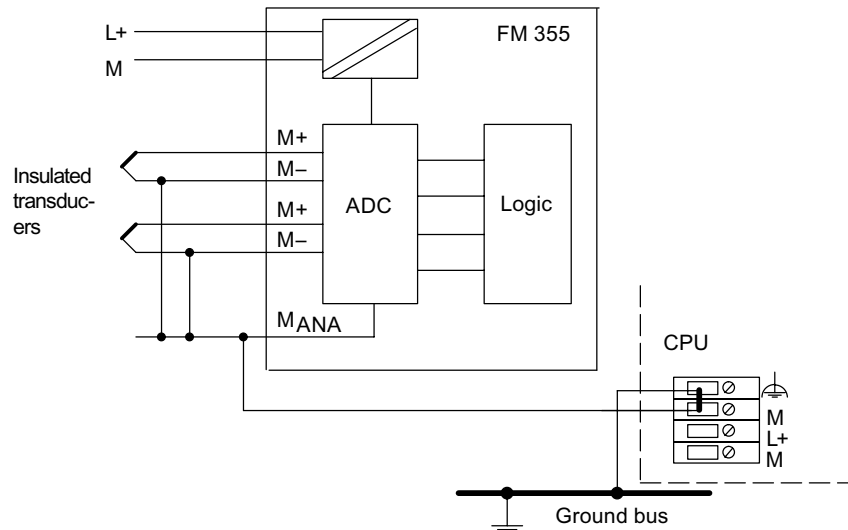 L+
FM 355
M
M+
Insulated
transduc-
ers
M–
M+
M–
ADC
Logic
MANA
CPU
M
L+
M
Ground bus